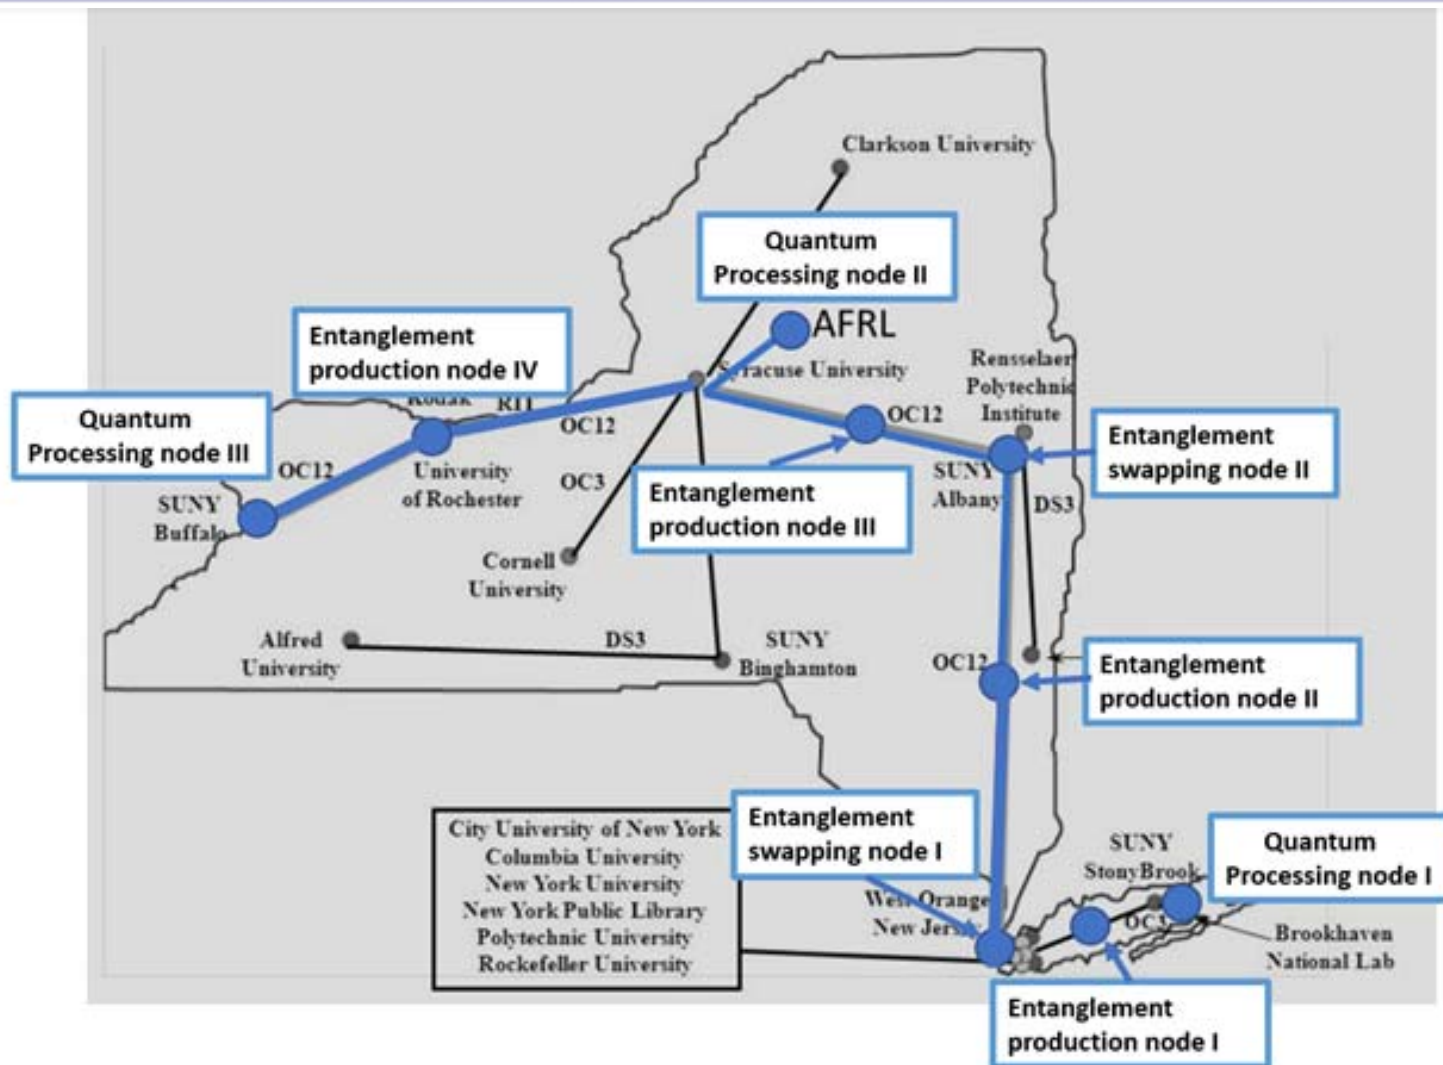 Clarkson University
Quantum
Processing node II
AFRL
Entanglement
production node IV
Syracuse University
Rensselaer
Polytechnic
Institute
Quantum
Processing node III
Kodak
RIT
OC12
OC12
Entanglement
swapping node II
OC12
University
of Rochester
OC3
SUNY
Albany
SUNY
Buffalo
Entanglement
production node III
DS3
Cornell
University
Alfred
University
DS3
SUNY
Binghamton
OC12
Entanglement
production node II
Entanglement
swapping node I
City University of New York
Columbia University
New York University
New York Public Library
Polytechnic University
Rockefeller University
SUNY
StonyBrook
Quantum
Processing node I
West Orange
New Jersey
OC3
Brookhaven
National Lab
Entanglement
production node I